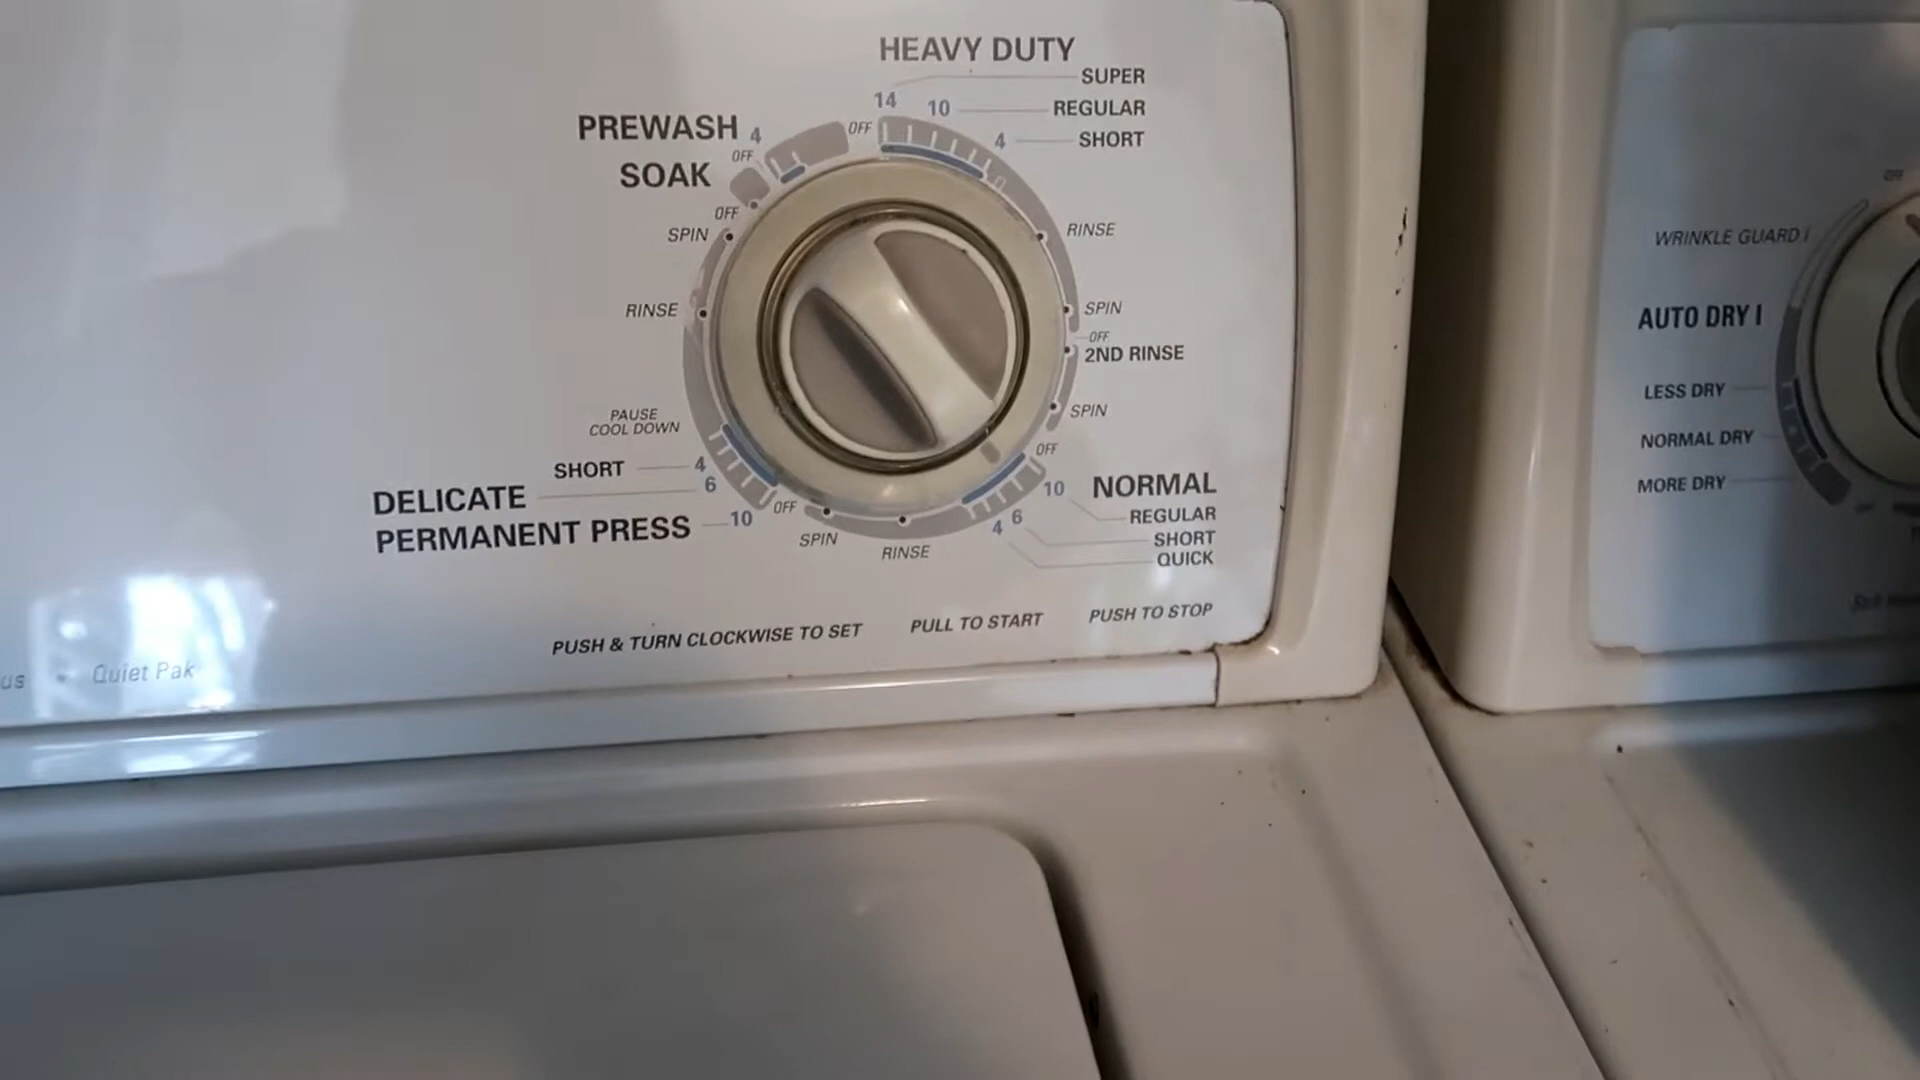 HEAVY DUTY
SUPER
14
10
REGULAR
4
SHORT
PREWASH
4
OFF
OFF
SOAK
OFF
SPIN
RINSE
RINSE
SPIN
OFF
2ND RINSE
SPIN
OFF
PAUSE
COOL DOWN
SHORT
4
DELICATE
6
PERMANENT PRESS
10
OFF
SPIN
RINSE
10
NORMAL
REGULAR
6
SHORT
4
QUICK
PUSH & TURN CLOCKWISE TO SET
PULL TO START
PUSH TO STOP
us
Quiet Pak
OFF
WRINKLE GUARD I
AUTO DRY I
LESS DRY
NORMAL DRY
MORE DRY